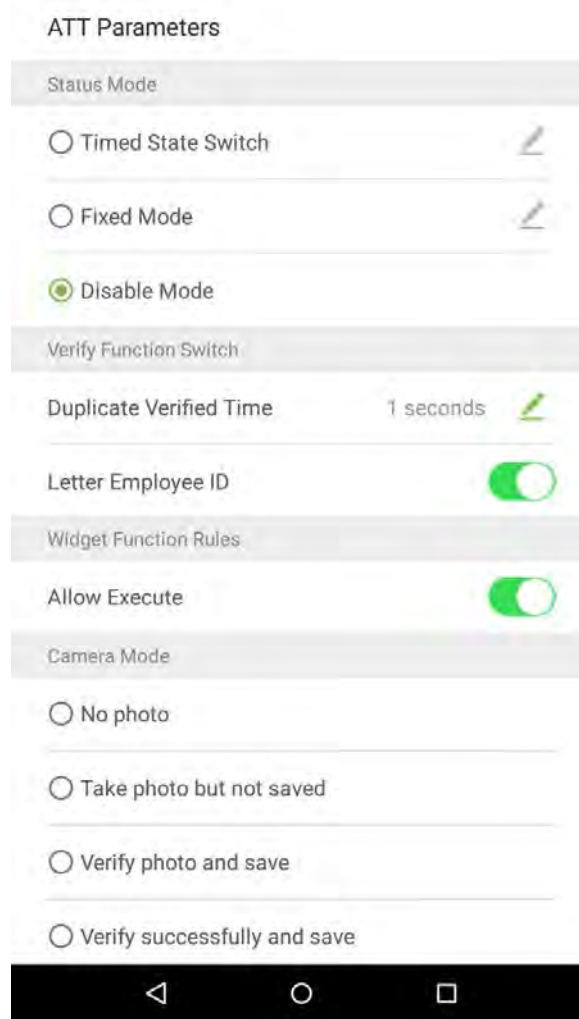 ATT Parameters
Status Mode
Timed State Switch
Fixed Mode
Disable Mode
Verify Function Switch
Duplicate Verified Time 1 seconds
Letter Employee ID
Widget Function Rules
Allow Execute
Camera Mode
No photo
Take photo but not saved
Verify photo and save
Verify successfully and save